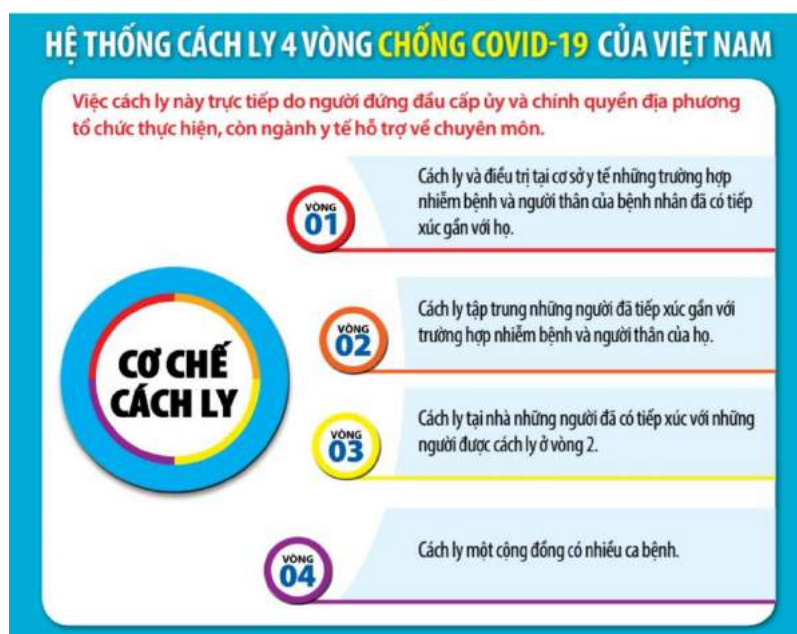 HỆ THỐNG CÁCH LY 4 VÒNG CHỐNG COVID-19 CỦA VIỆT NAM
Việc cách ly này trực tiếp do người đứng đầu cấp ủy và chính quyền địa phương
tổ chức thực hiện, còn ngành y tế hỗ trợ về chuyên môn.
VÒNG
01
Cách ly và điều trị tại cơ sở y tế những trường hợp
nhiễm bệnh và người thân của bệnh nhân đã có tiếp
xúc gần với họ.
VÒNG
02
Cách ly tập trung những người đã tiếp xúc gần với
trường hợp nhiễm bệnh và người thân của họ.
CƠ CHẾ
CÁCH LY
VÒNG
03
Cách ly tại nhà những người đã có tiếp xúc với những
người được cách ly ở vòng 2.
VÒNG
04
Cách ly một cộng đồng có nhiều ca bệnh.